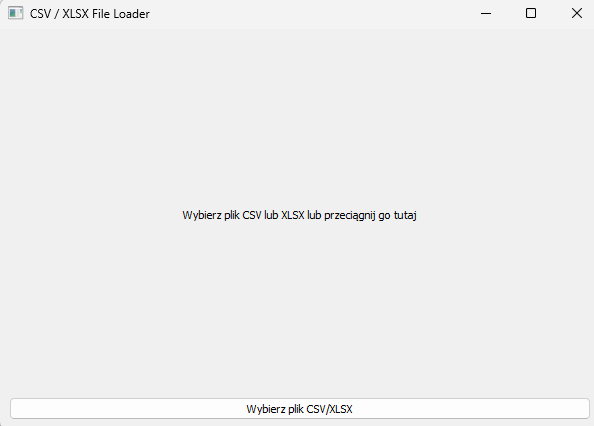 CSV / XLSX File Loader
Wybierz plik CSV lub XLSX lub przeciągnij go tutaj
Wybierz plik CSV/XLSX